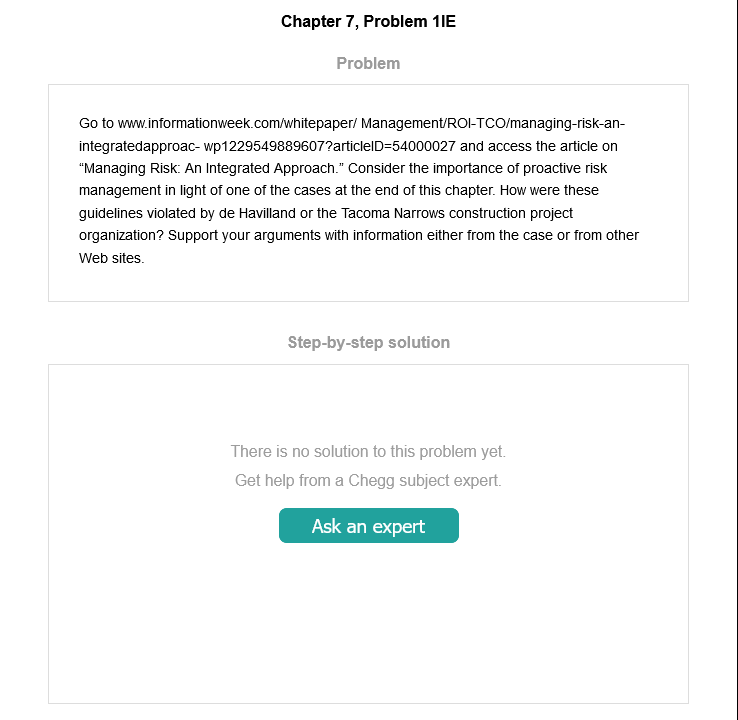 Chapter 7, Problem 1IE
Problem
Go to www.informationweek.com/whitepaper/ Management/ROI-TCO/managing-risk-an-
integratedapproac- wp1229549889607?articleID=54000027 and access the article on
“Managing Risk: An Integrated Approach.” Consider the importance of proactive risk
management in light of one of the cases at the end of this chapter. How were these
guidelines violated by de Havilland or the Tacoma Narrows construction project
organization? Support your arguments with information either from the case or from other
Web sites.
Step-by-step solution
There is no solution to this problem yet.
Get help from a Chegg subject expert.
Ask an expert